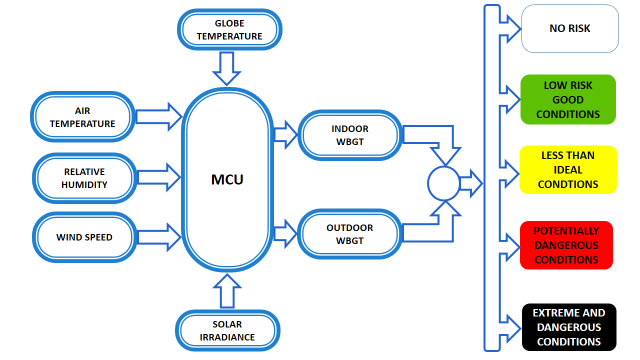 GLOBE
TEMPERATURE
AIR
TEMPERATURE
RELATIVE
HUMIDITY
WIND SPEED
MCU
SOLAR
IRRADIANCE
INDOOR
WBGT
OUTDOOR
WBGT
NO RISK
LOW RISK
GOOD
CONDITIONS
LESS THAN
IDEAL
CONDTIONS
POTENTIALLY
DANGEROUS
CONDITIONS
EXTREME AND
DANGEROUS
CONDITIONS